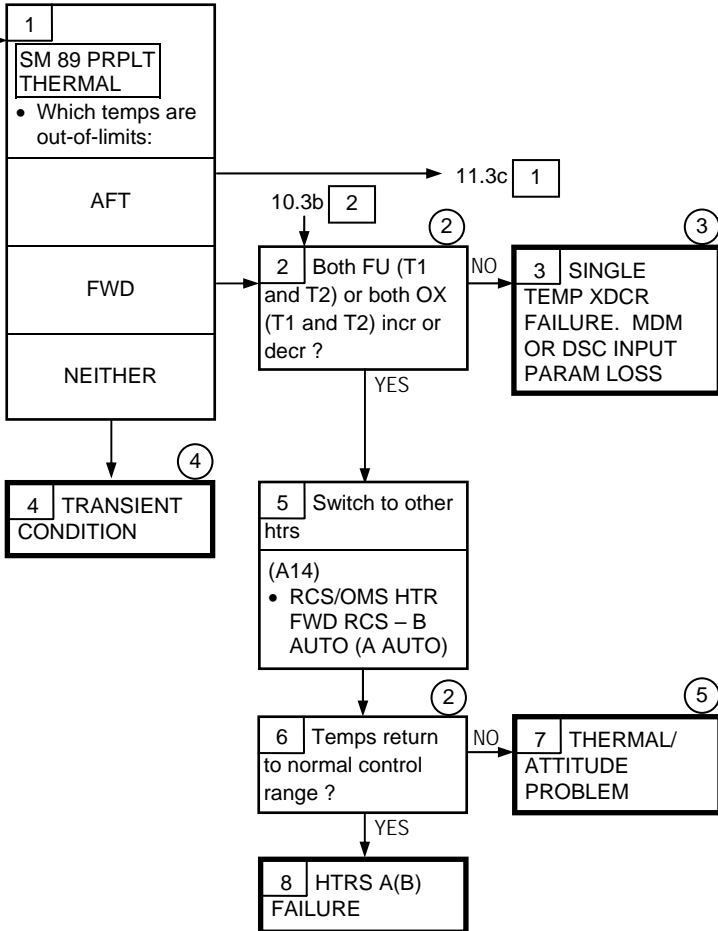 1
SM 89 PRPLT
THERMAL
• Which temps are
out-of-limits:
AFT
11.3c 1
10.3b 2
FWD
2
2 Both FU (T1
and T2) or both OX
(T1 and T2) incr or
decr ?
NO
3
3 SINGLE
TEMP XDCR
FAILURE. MDM
OR DSC INPUT
PARAM LOSS
NEITHER
YES
4
4 TRANSIENT
CONDITION
5 Switch to other
htrs
(A14)
• RCS/OMS HTR
FWD RCS – B
AUTO (A AUTO)
2
6 Temps return
to normal control
range ?
NO
5
7 THERMAL/
ATTITUDE
PROBLEM
YES
8 HTRS A(B)
FAILURE